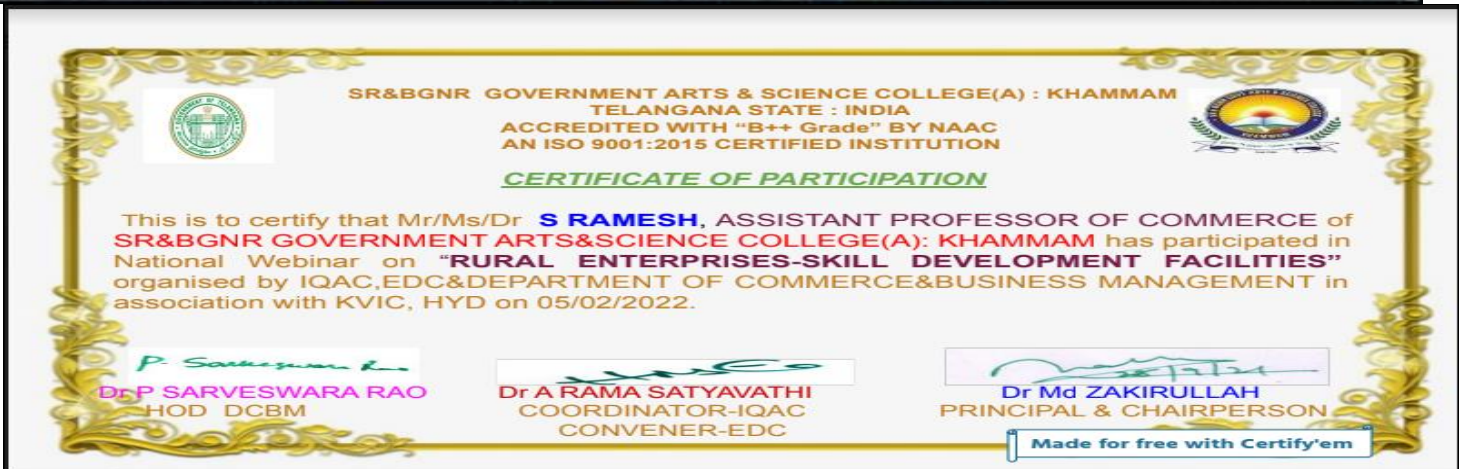 SR&BGNR GOVERNMENT ARTS & SCIENCE COLLEGE(A) : KHAMMAM
TELANGANA STATE : INDIA
ACCREDITED WITH “B++ Grade” BY NAAC
AN ISO 9001:2015 CERTIFIED INSTITUTION
CERTIFICATE OF PARTICIPATION
This is to certify that Mr/Ms/Dr S RAMESH, ASSISTANT PROFESSOR OF COMMERCE of
SR&BGNR GOVERNMENT ARTS&SCIENCE COLLEGE(A): KHAMMAM has participated in
National Webinar on “RURAL ENTERPRISES-SKILL DEVELOPMENT FACILITIES”
organised by IQAC,EDC&DEPARTMENT OF COMMERCE&BUSINESS MANAGEMENT in
association with KVIC, HYD on 05/02/2022.
P. Sarveswara Rao
28/9/21
Dr P SARVESWARA RAO Dr A RAMA SATYAVATHI Dr Md ZAKIRULLAH
HOD DCBM COORDINATOR-IQAC PRINCIPAL & CHAIRPERSON
CONVENER-EDC
Made for free with Certify'em